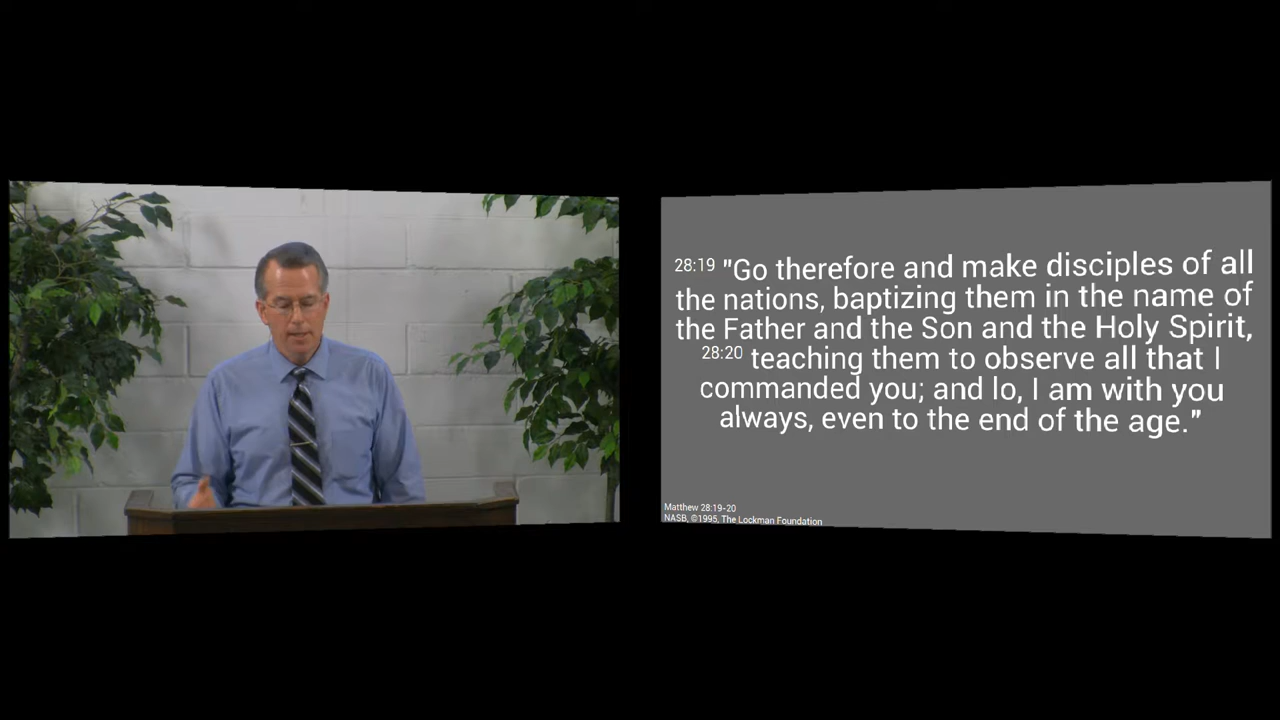 28:19 "Go therefore and make disciples of all
the nations, baptizing them in the name of
the Father and the Son and the Holy Spirit,
28:20 teaching them to observe all that I
commanded you; and lo, I am with you
always, even to the end of the age."
Matthew 28:19-20
NASB, ©1995, The Lockman Foundation